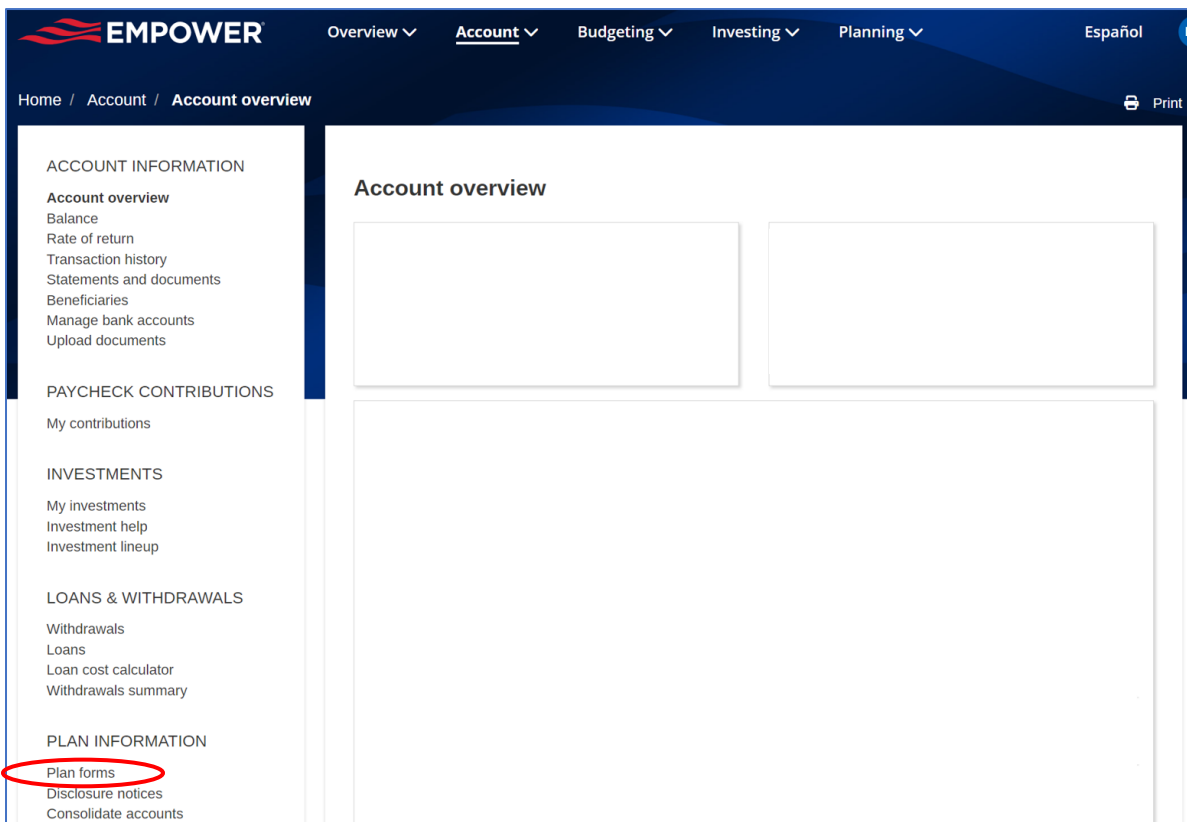 EMPOWER
Overview Account Budgeting Investing Planning Español
Home / Account / Account overview
Print
ACCOUNT INFORMATION
Account overview
Balance
Rate of return
Transaction history
Statements and documents
Beneficiaries
Manage bank accounts
Upload documents
PAYCHECK CONTRIBUTIONS
My contributions
INVESTMENTS
My investments
Investment help
Investment lineup
LOANS & WITHDRAWALS
Withdrawals
Loans
Loan cost calculator
Withdrawals summary
PLAN INFORMATION
Plan forms
Disclosure notices
Consolidate accounts
Account overview